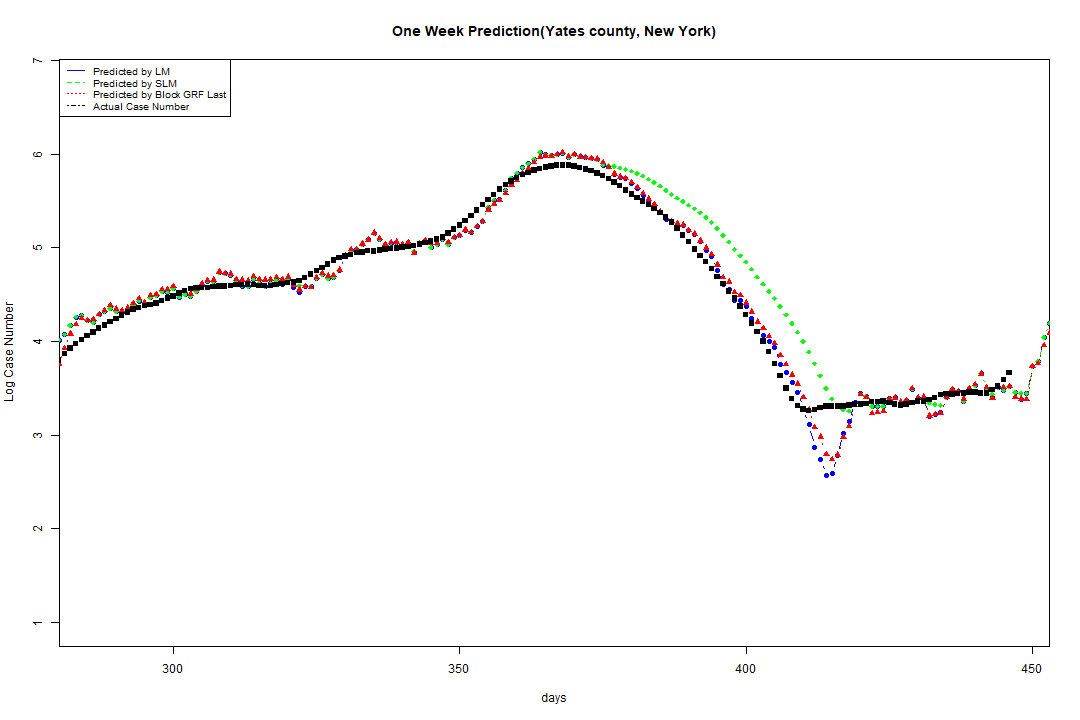 One Week Prediction(Yates county, New York)
Predicted by LM
Predicted by SLM
Predicted by Block GRF Last
Actual Case Number
Log Case Number
7
6
5
4
3
2
1
300 350 400 450
days